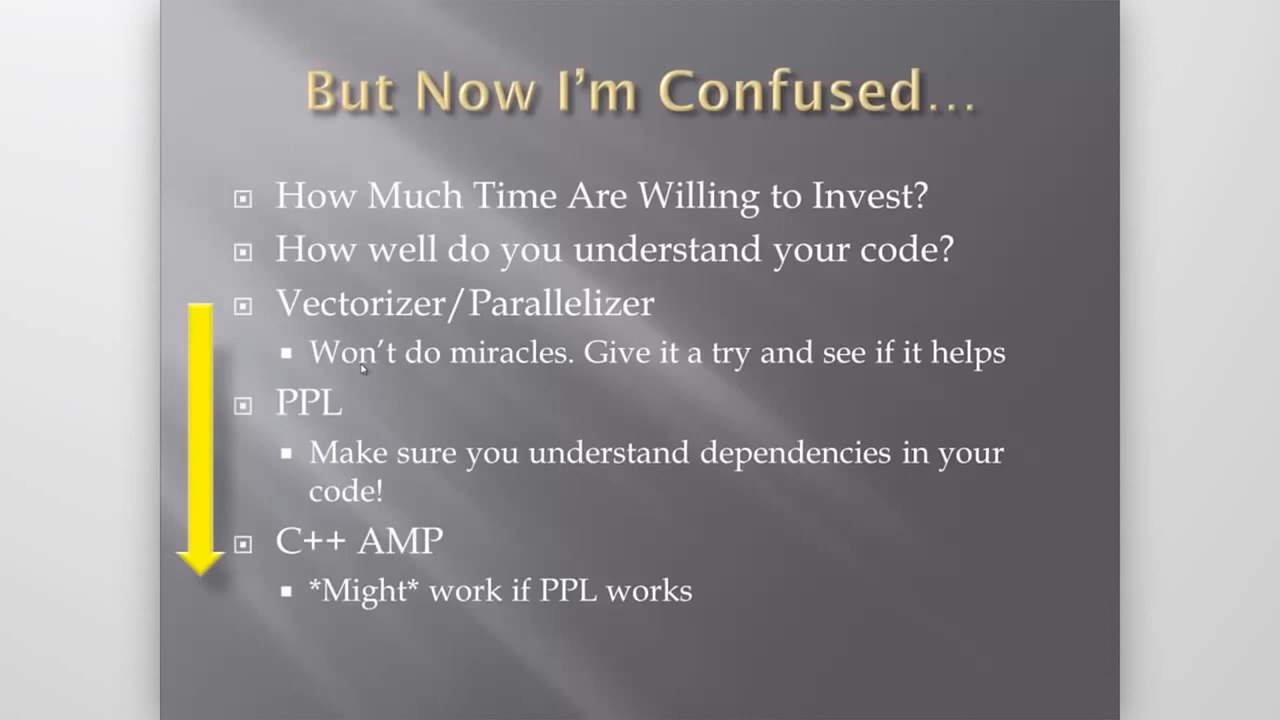 But Now I'm Confused…
How Much Time Are Willing to Invest?
How well do you understand your code?
Vectorizer/Parallelizer
Won't do miracles. Give it a try and see if it helps
PPL
Make sure you understand dependencies in your
code!
C++ AMP
*Might* work if PPL works